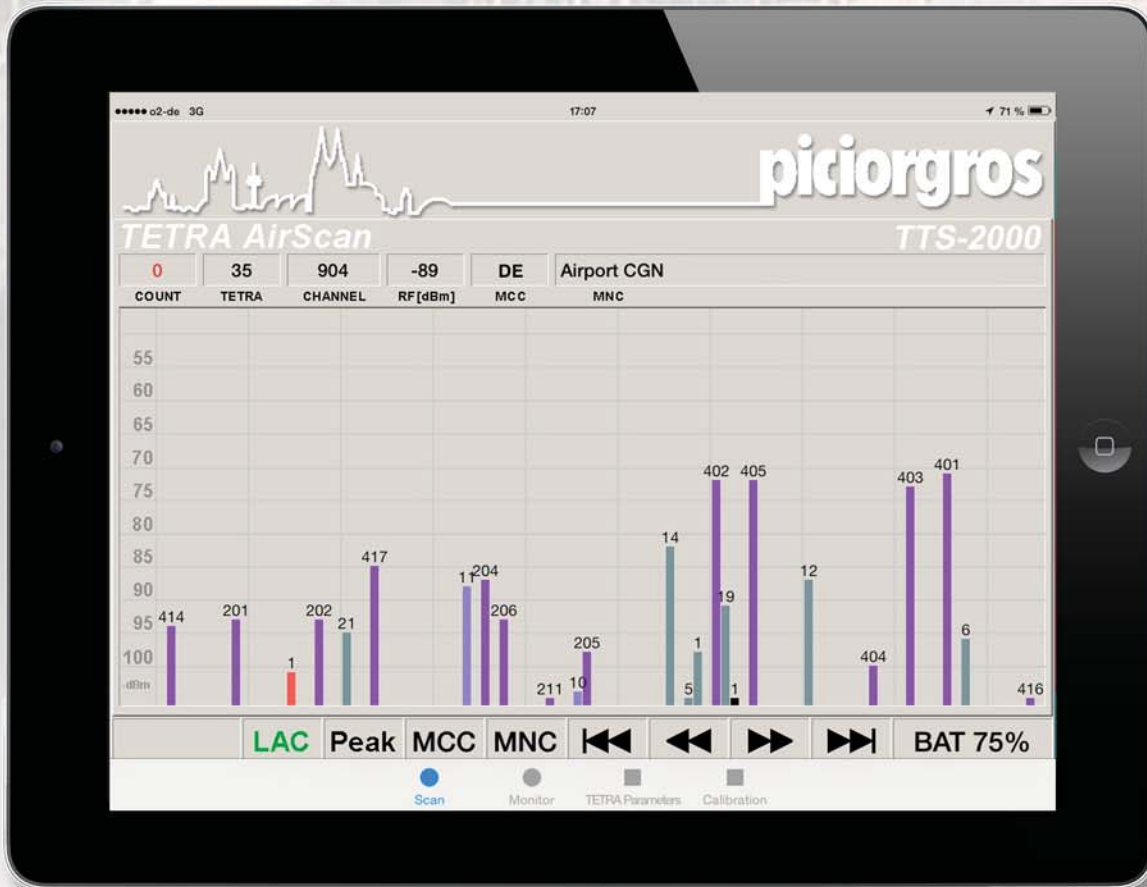 ●●●●● o2-de 3G 17:07 71 %
piciorgros
TETRA AirScan TTS-2000
0 35 904 -89 DE Airport CGN
COUNT TETRA CHANNEL RF[dBm] MCC MNC
55
60
65
70
75
80
85
90
95
100
-dBm
414 201 1 202 21 417 11 204 206 211 10 205 14 5 1 402 19 1 405 12 404 403 401 6 416
LAC Peak MCC MNC BAT 75%
Scan Monitor TETRA Parameters Calibration